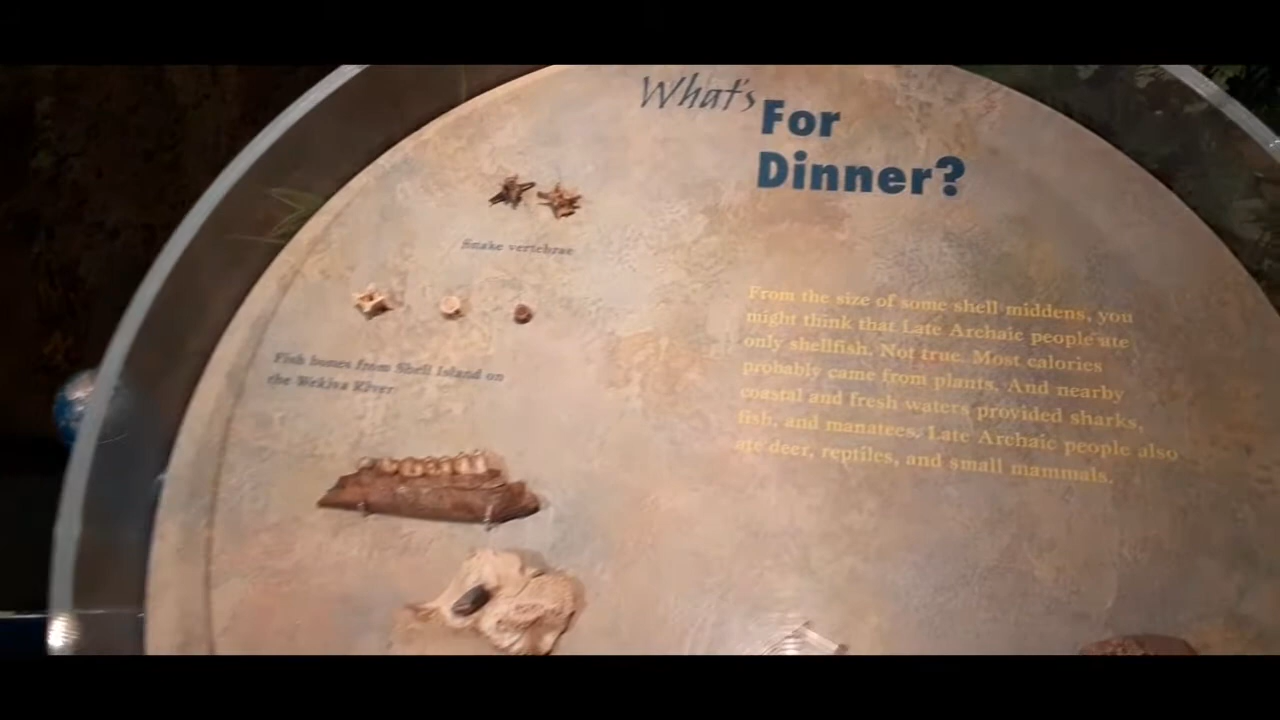 What's
For
Dinner?
Snake vertebrae
Fish bones from Shell Island on
the Wekiva River
From the size of some shell middens, you
might think that Late Archaic people ate
only shellfish. Not true. Most calories
probably came from plants. And nearby
coastal and fresh waters provided sharks,
fish, and manatees. Late Archaic people also
ate deer, reptiles, and small mammals.